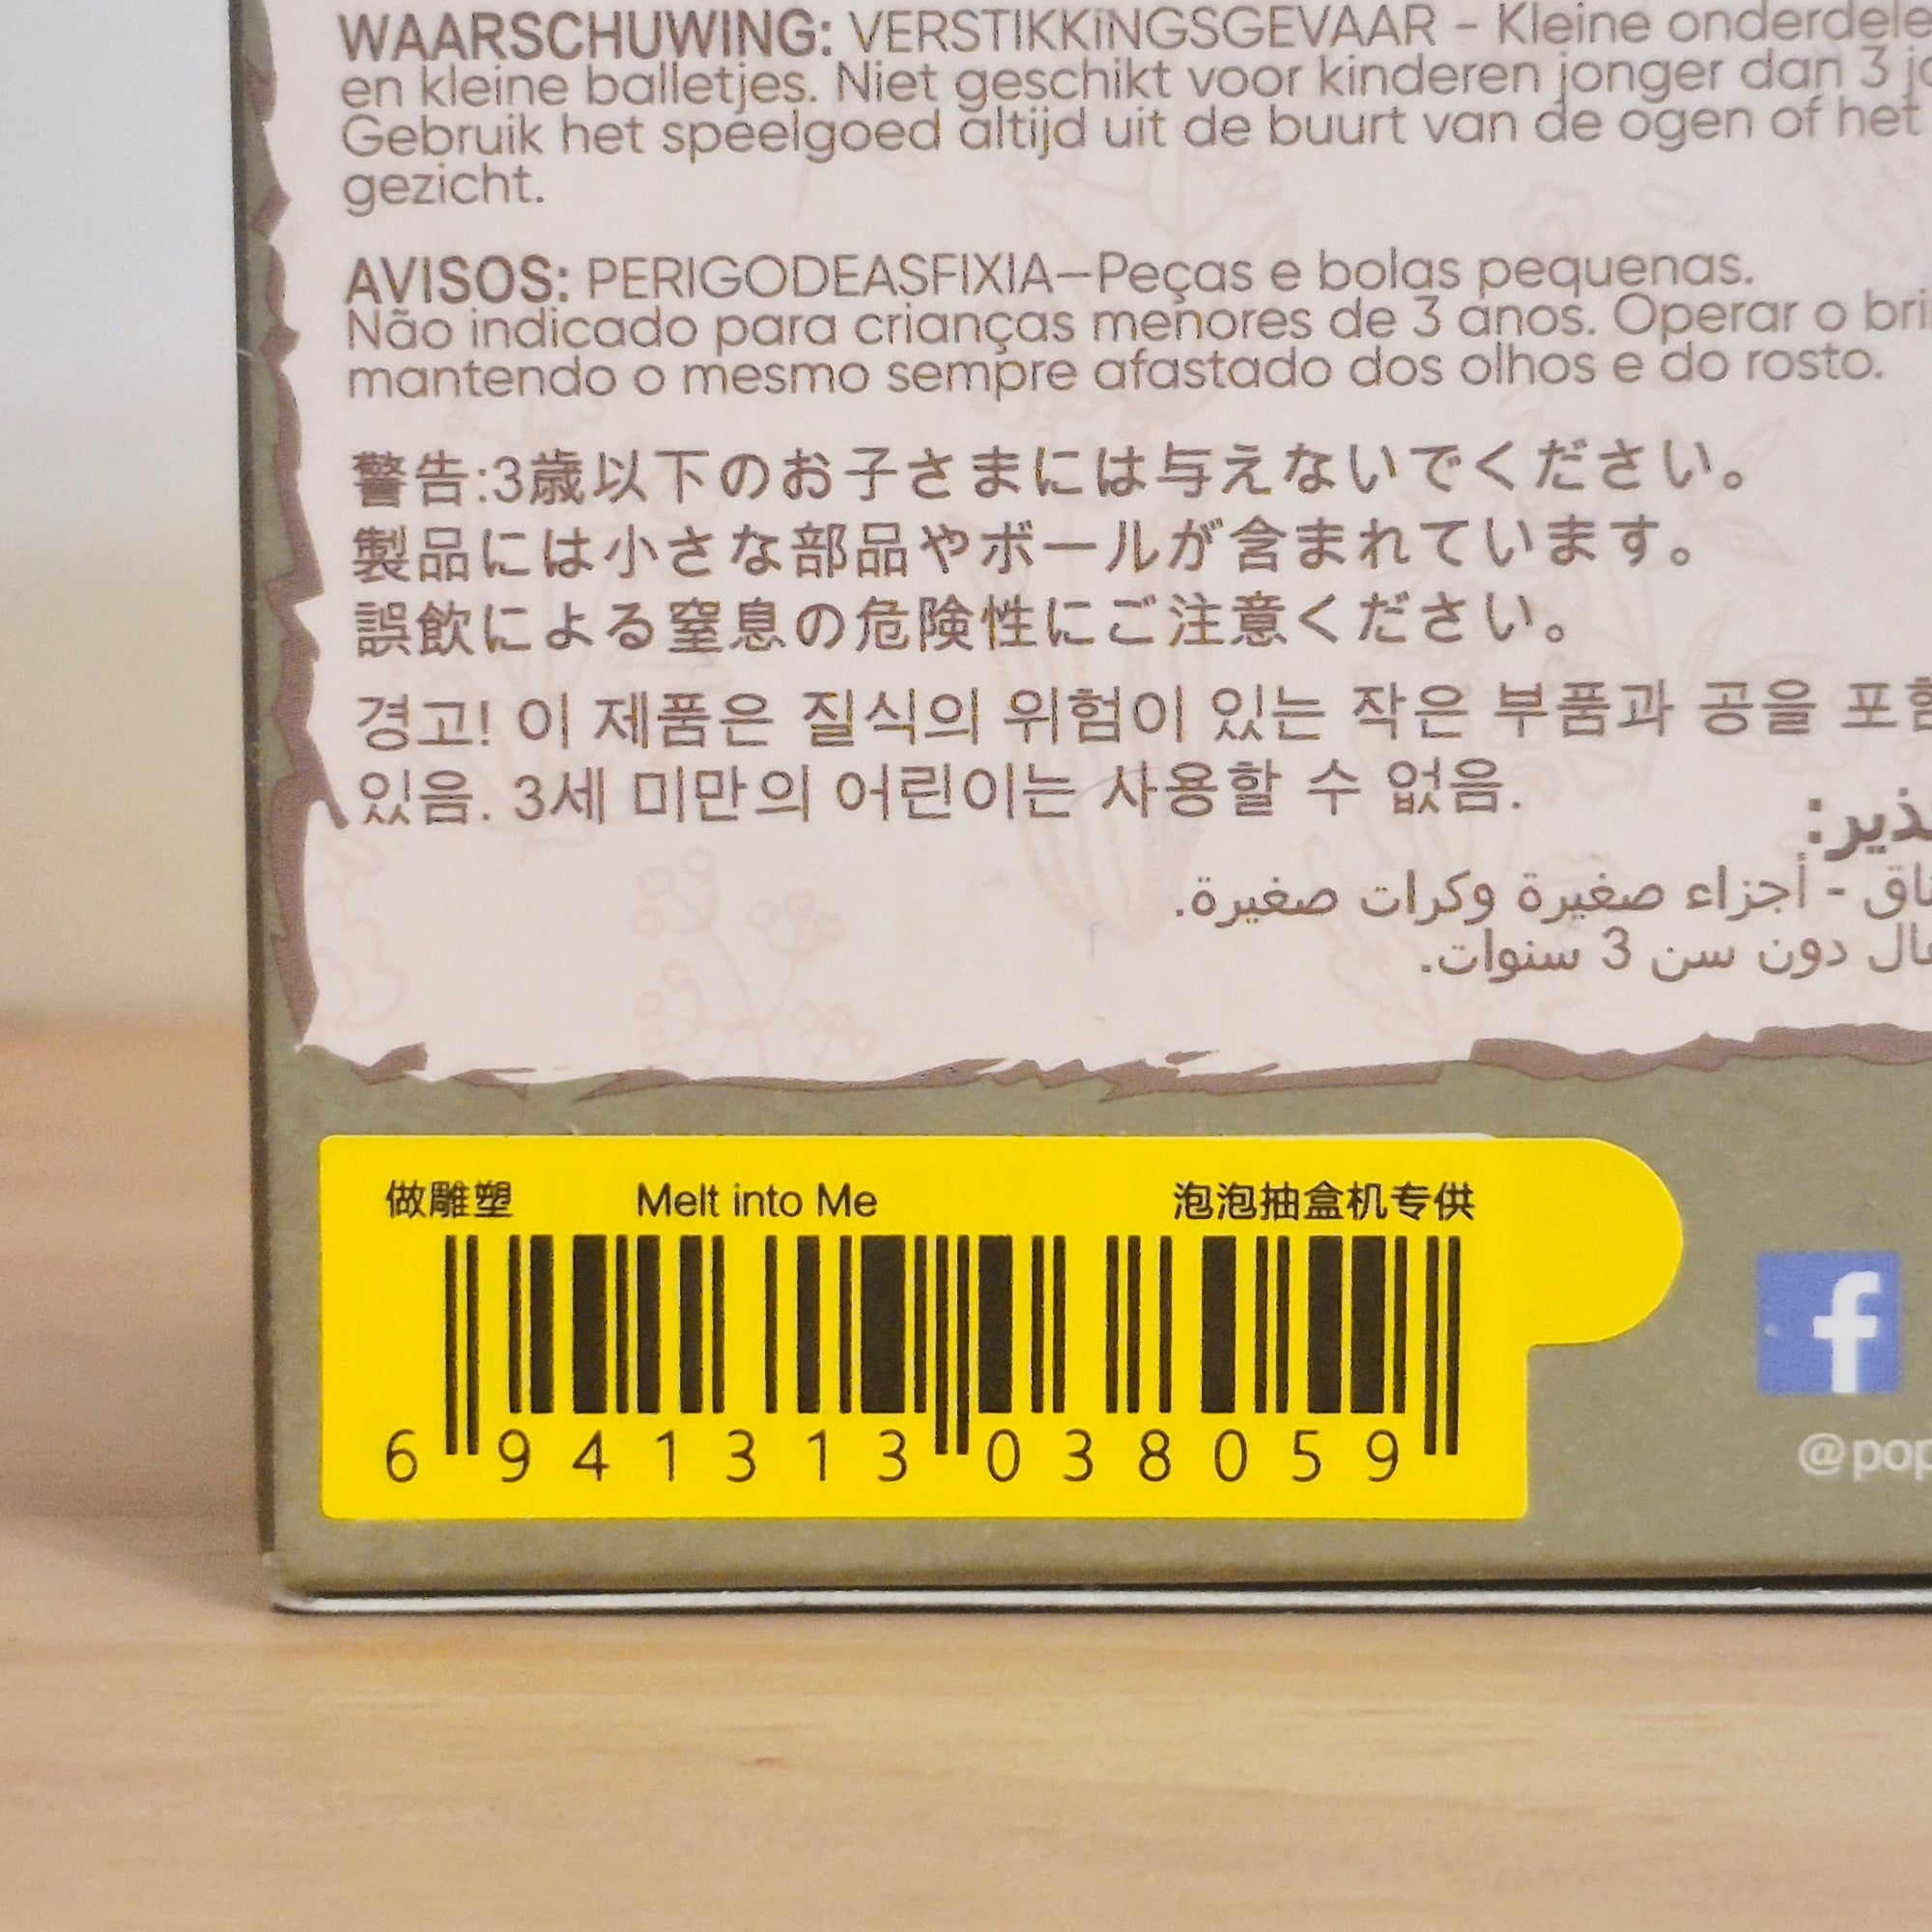 WAARSCHUWING: VERSTIKKINGSGEVAAR - Kleine
en kleine balletjes. Niet geschikt voor kinderen jonger dan 3
Gebruik het speelgoed altijd uit de buurt van de ogen of het
gezicht.
AVISOS: PERIGODEASFIXIA—Peças e bolas pequenas.
Não indicado para crianças menores de 3 anos. Operar o
mantendo o mesmo sempre afastado dos olhos e do rosto.
警告:3歳以下のお子さまには与えないでください。
製品には小さな部品やボールが含まれています。
誤飲による窒息の危険性にご注意ください。
경고! 이 제품은 질식의 위험이 있는 작은 부품과 공을
있음. 3세 미만의 어린이는 사용할 수 없음.
- أجزاء صغيرة وكرات صغيرة.
دون سن 3 سنوات.
做雕塑 Melt into Me 泡泡抽盒机专供
6 941313 038059
f